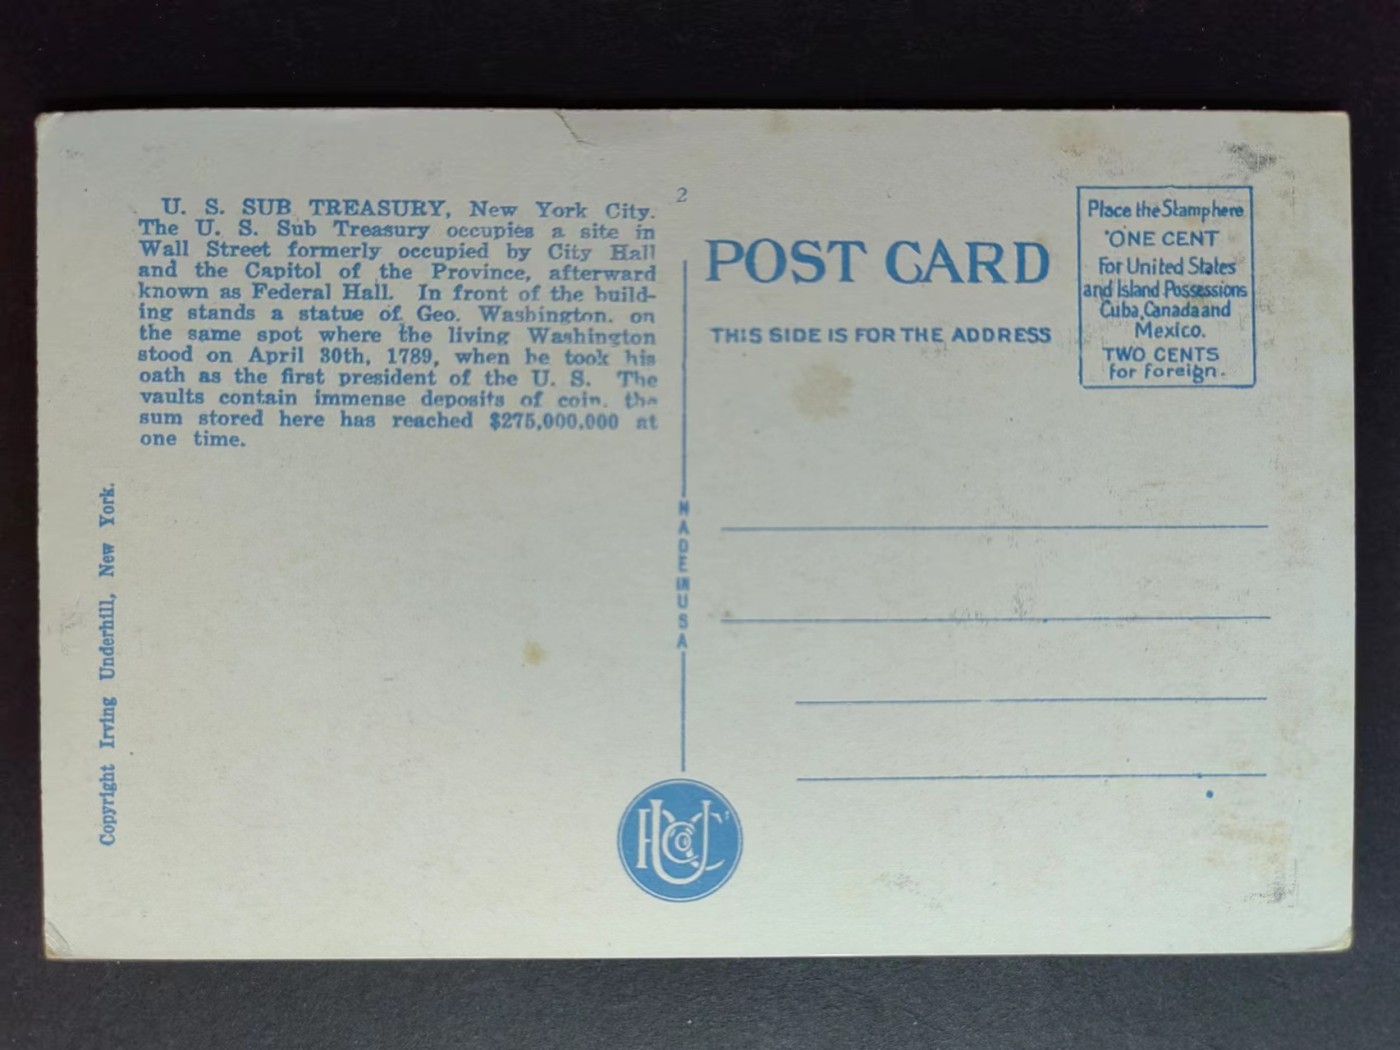 U. S. SUB TREASURY, New York City.
The U. S. Sub Treasury occupies a site in
Wall Street formerly occupied by City Hall
and the Capitol of the Province, afterward
known as Federal Hall. In front of the build-
ing stands a statue of Geo. Washington. on
the same spot where the living Washington
stood on April 30th, 1789, when he took his
oath as the first president of the U. S. The
vaults contain immense deposits of coin. the
sum stored here has reached $275,000.000 at
one time.
Copyright Irving Underhill, New York.
2
MADE IN USA
POST CARD
THIS SIDE IS FOR THE ADDRESS
Place the Stamp here
ONE CENT
For United States
and Island Possessions
Cuba, Canada and
Mexico.
TWO CENTS
for Foreign.